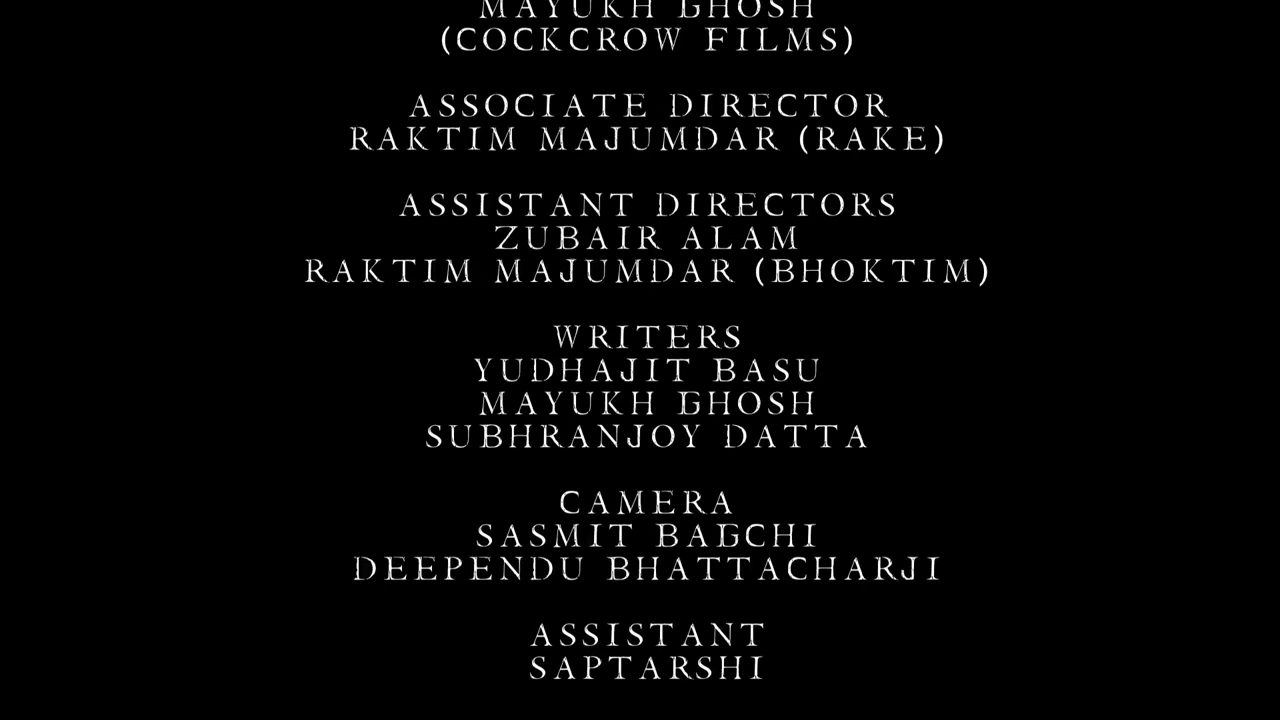 MAYUKH GHOSH
(COCKCROW FILMS)
ASSOCIATE DIRECTOR
RAKTIM MAJUMDAR (RAKE)
ASSISTANT DIRECTORS
ZUBAIR ALAM
RAKTIM MAJUMDAR (BHOKTIM)
WRITERS
YUDHAJIT BASU
MAYUKH GHOSH
SUBHRANJOY DATTA
CAMERA
SASMIT BAGCHI
DEEPENDU BHATTACHARJI
ASSISTANT
SAPTARSHI